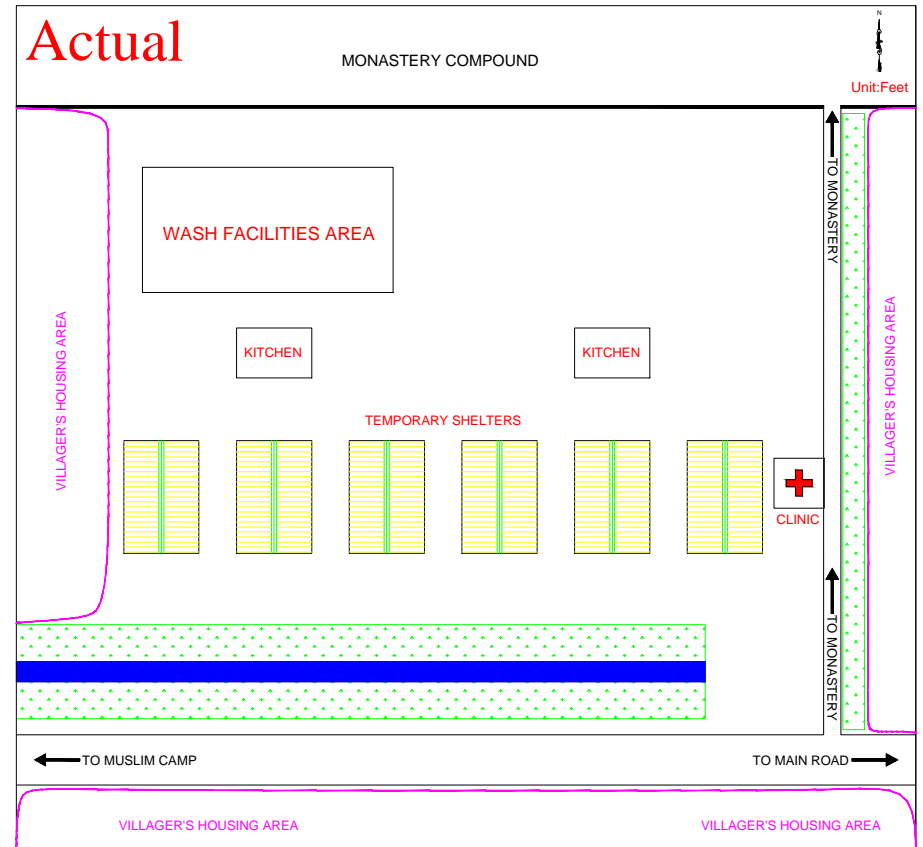 Actual
MONASTERY COMPOUND
N
Unit:Feet
TO MONASTERY
WASH FACILITIES AREA
VILLAGER'S HOUSING AREA
VILLAGER'S HOUSING AREA
KITCHEN
KITCHEN
TEMPORARY SHELTERS
CLINIC
TO MONASTERY
TO MUSLIM CAMP
TO MAIN ROAD
VILLAGER'S HOUSING AREA
VILLAGER'S HOUSING AREA